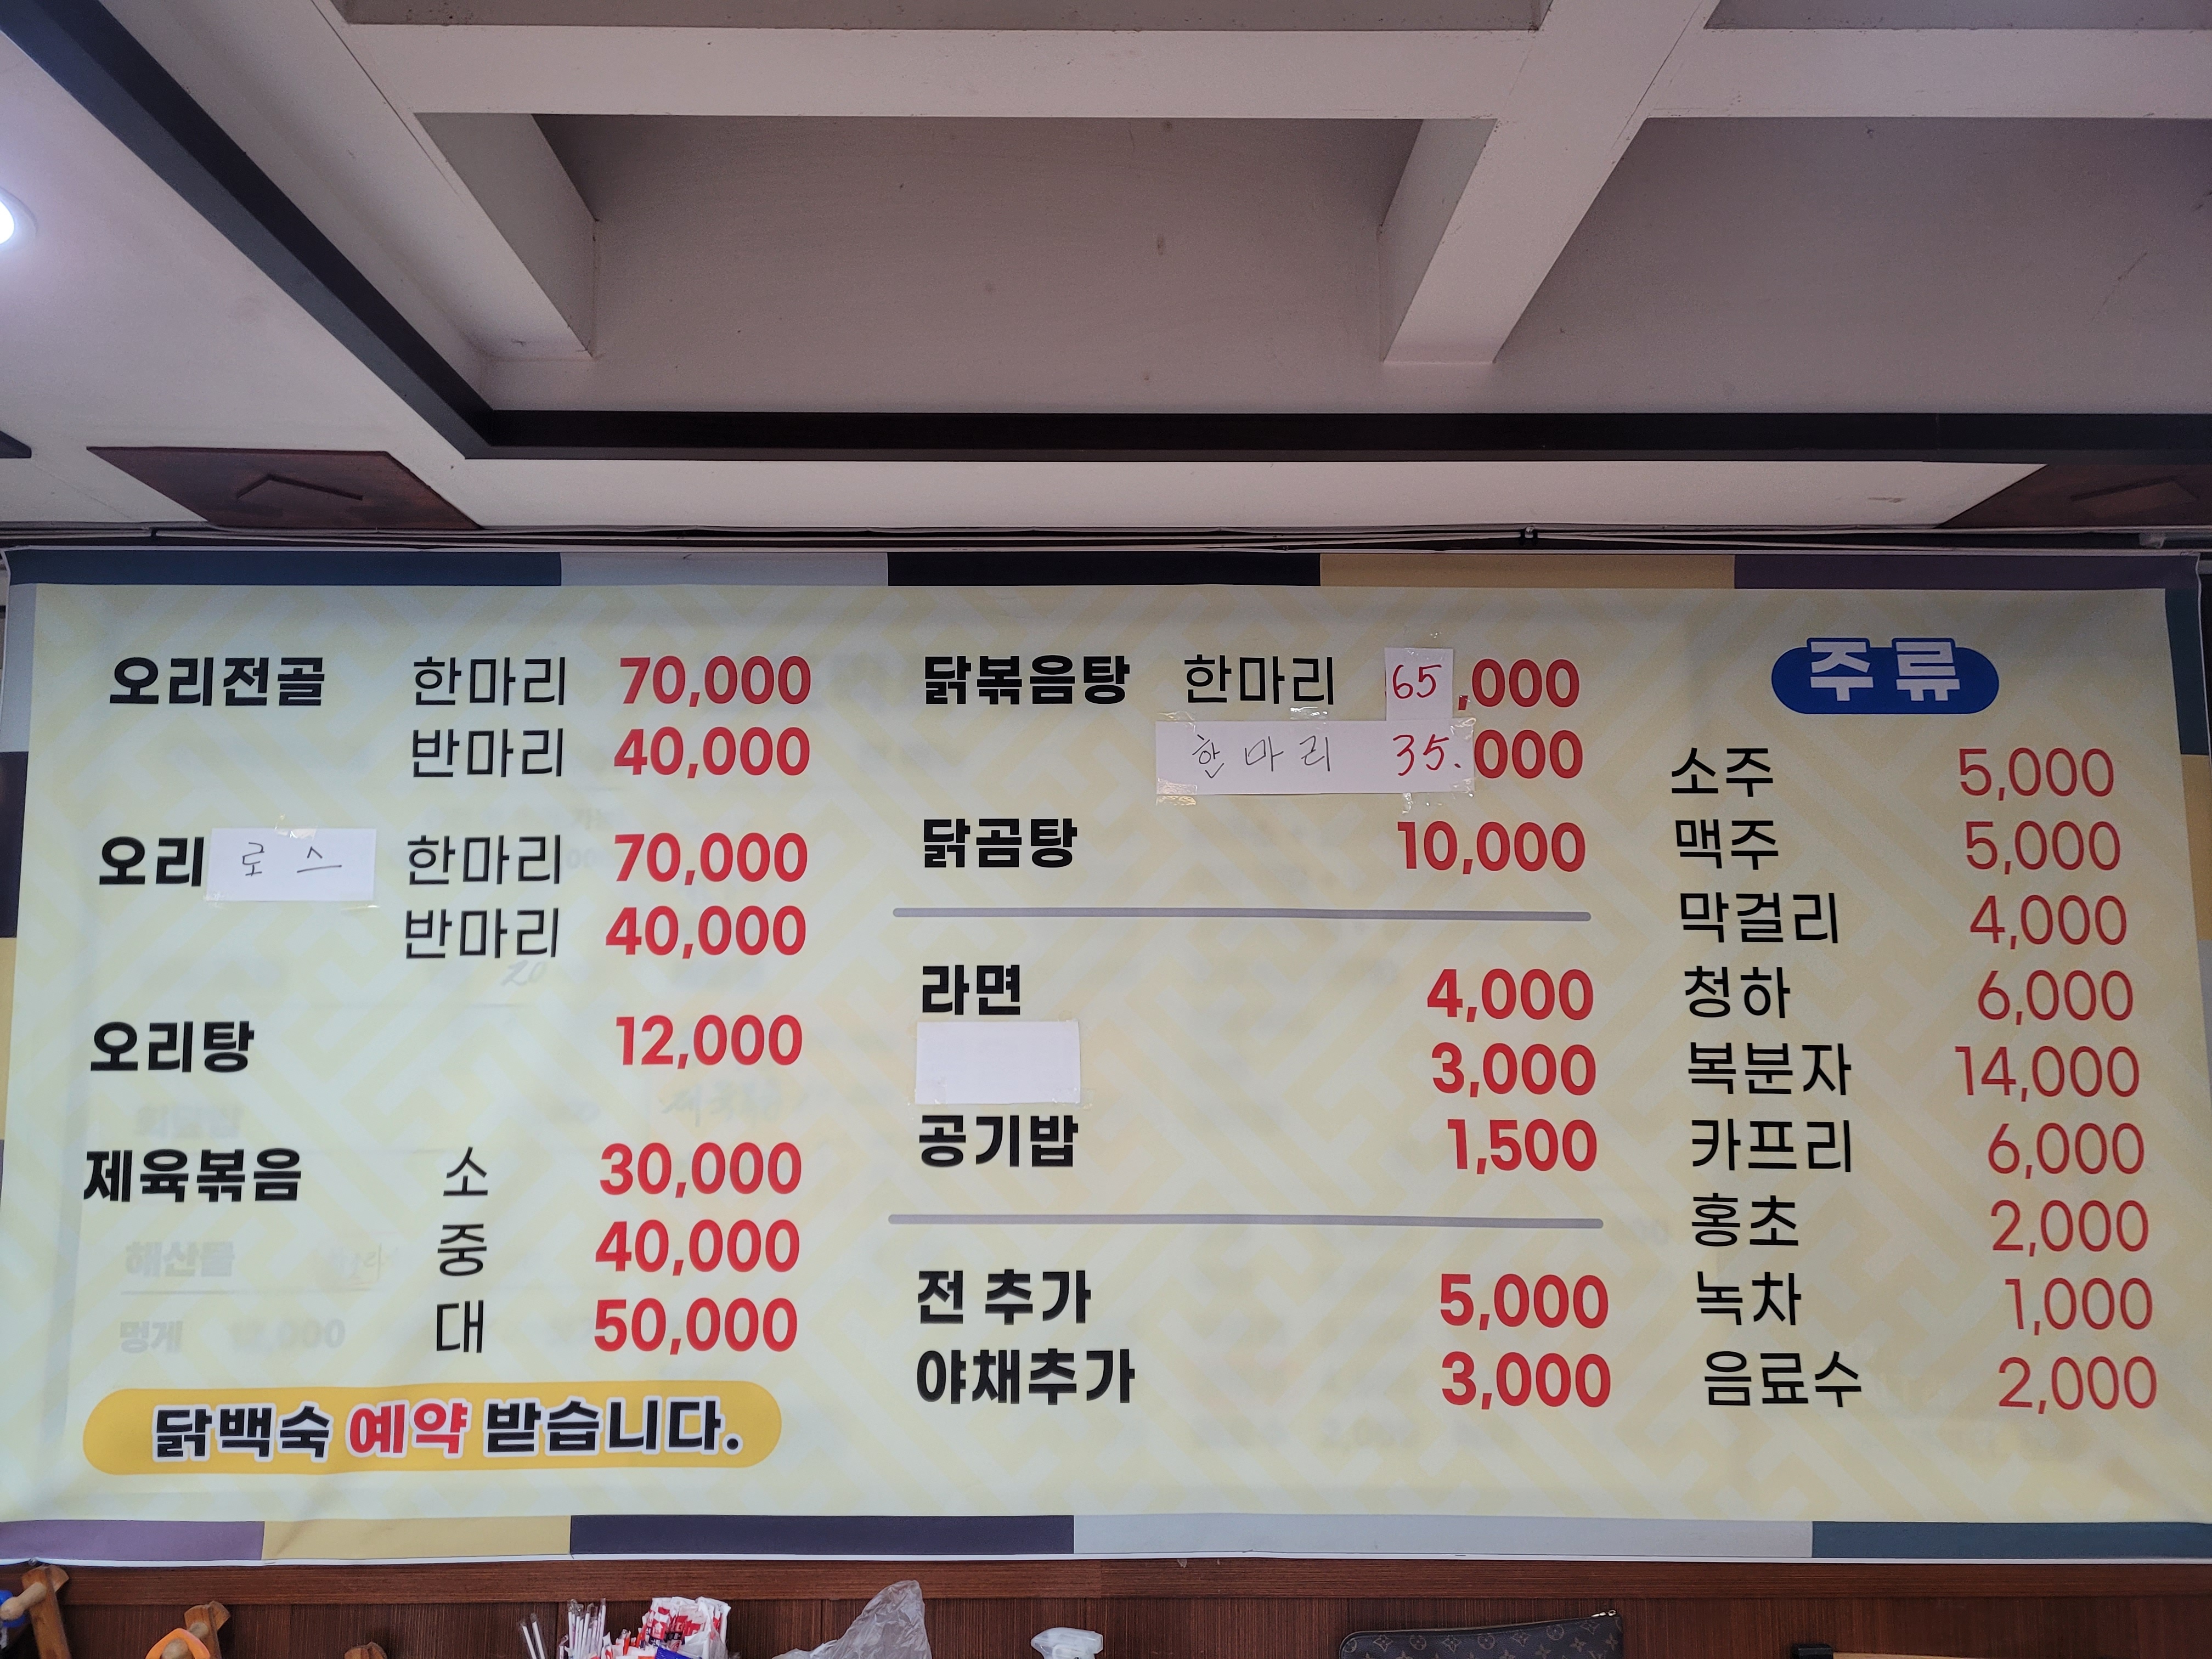 오리전골 한마리 70,000
반마리 40,000
오리 로스 한마리 70,000
반마리 40,000
오리탕 12,000
제육볶음 소 30,000
중 40,000
대 50,000
닭백숙 예약 받습니다.
닭볶음탕 한마리 65,000
한마리 35.000
닭곰탕 10,000
라면 4,000
3,000
공기밥 1,500
전 추가 5,000
야채추가 3,000
주류
소주 5,000
맥주 5,000
막걸리 4,000
청하 6,000
복분자 14,000
카프리 6,000
홍초 2,000
녹차 1,000
음료수 2,000